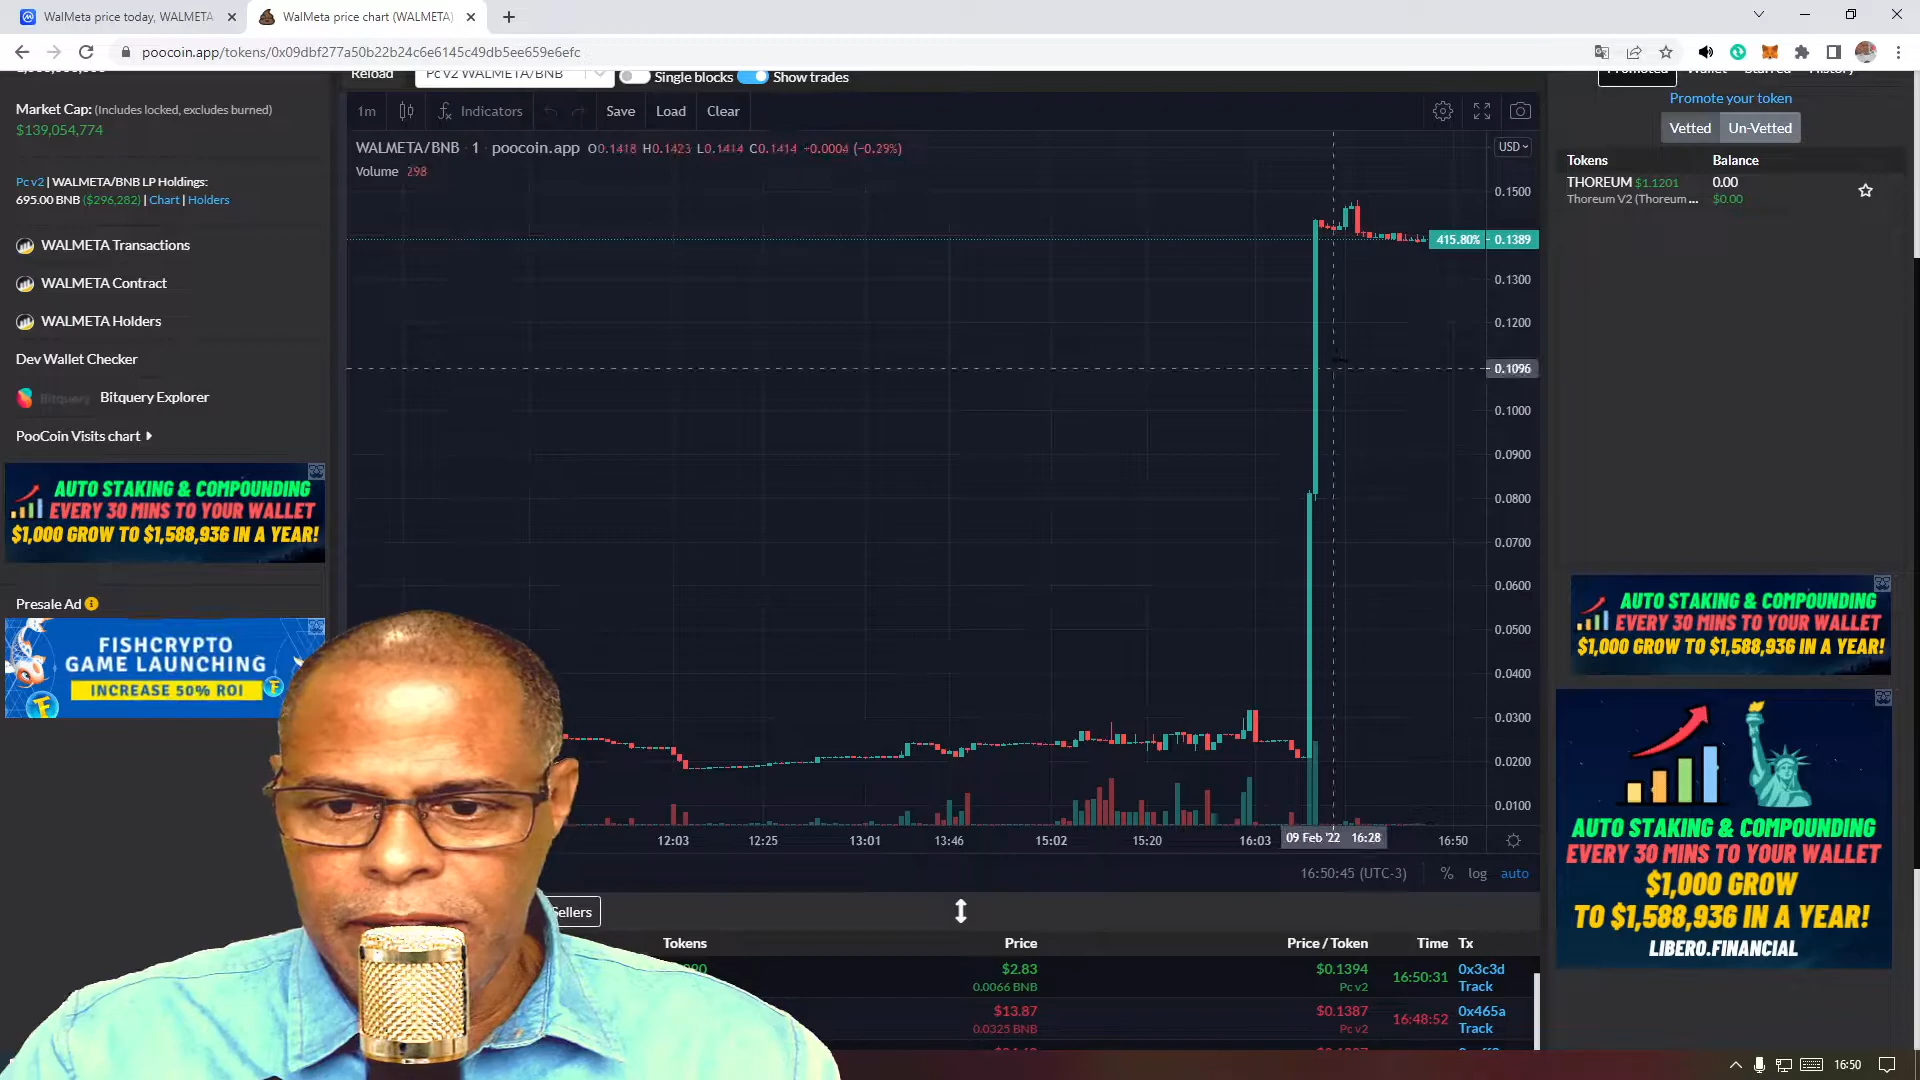 WalMeta price today, WALMETA
WalMeta price chart (WALMETA)
poocoin.app/tokens/0x09dbf277a50b22b24c6e6145c49db5ee659e6efc
Market Cap: (Includes locked, excludes burned)
$139,054,774
Pc v2 | WALMETA/BNB LP Holdings:
695.00 BNB ($296,282) | Chart | Holders
WALMETA Transactions
WALMETA Contract
WALMETA Holders
Dev Wallet Checker
Bitquery Bitquery Explorer
PooCoin Visits chart
AUTO STAKING & COMPOUNDING
EVERY 30 MINS TO YOUR WALLET
$1,000 GROW TO $1,588,936 IN A YEAR!
Presale Ad
FISHCRYPTO
GAME LAUNCHING
INCREASE 50% ROI
Reload
Pc v2 WALMETA/BNB
Single blocks
Show trades
1m
Indicators
Save
Load
Clear
WALMETA/BNB · 1 · poocoin.app O0.1418 H0.1423 L0.1414 C0.1414 +0.0004 (−0.29%)
Volume 298
USD
0.1500
415.80% 0.1389
0.1300
0.1200
0.1096
0.1000
0.0900
0.0800
0.0700
0.0600
0.0500
0.0400
0.0300
0.0200
0.0100
12:03
12:25
13:01
13:46
15:02
15:20
16:03
09 Feb '22 16:28
16:50
16:50:45 (UTC-3)
%
log
auto
Sellers
Tokens
Price
Price / Token
Time
Tx
$2.83
0.0066 BNB
$0.1394
Pc v2
16:50:31
0x3c3d
Track
$13.87
0.0325 BNB
$0.1387
Pc v2
16:48:52
0x465a
Track
Promoted
Wallet
Starred
History
Promote your token
Vetted
Un-Vetted
Tokens
Balance
THOREUM $1.1201
0.00
Thoreum V2 (Thoreum ...
$0.00
AUTO STAKING & COMPOUNDING
EVERY 30 MINS TO YOUR WALLET
$1,000 GROW TO $1,588,936 IN A YEAR!
AUTO STAKING & COMPOUNDING
EVERY 30 MINS TO YOUR WALLET
$1,000 GROW
TO $1,588,936 IN A YEAR!
LIBERO.FINANCIAL
16:50